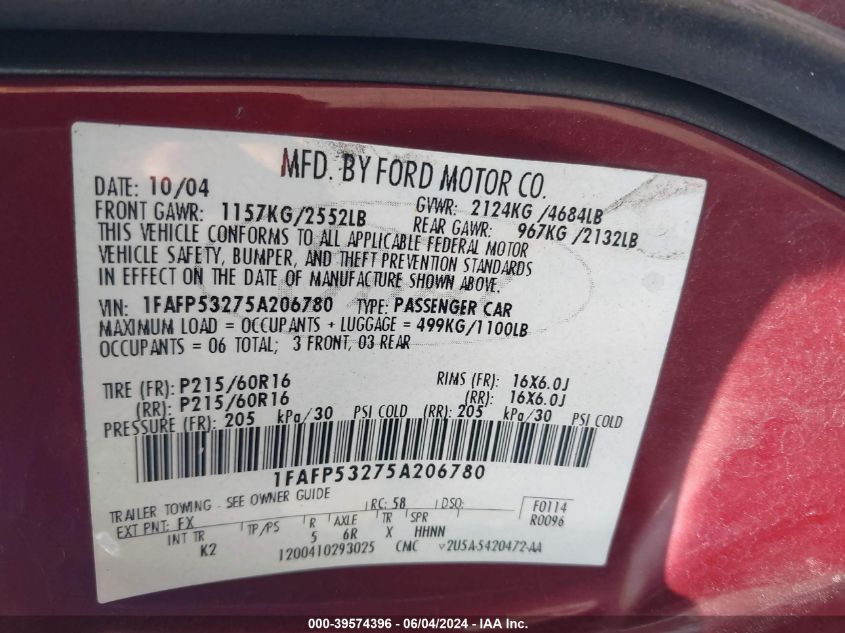 MFD. BY FORD MOTOR CO.
DATE: 10/04 GVWR: 2124KG /4684LB
FRONT GAWR: 1157KG/2552LB REAR GAWR: 967KG /2132LB
THIS VEHICLE CONFORMS TO ALL APPLICABLE FEDERAL MOTOR
VEHICLE SAFETY, BUMPER, AND THEFT PREVENTION STANDARDS
IN EFFECT ON THE DATE OF MANUFACTURE SHOWN ABOVE.
VIN: 1FAFP53275A206780 TYPE: PASSENGER CAR
MAXIMUM LOAD = OCCUPANTS + LUGGAGE = 499KG/1100LB
OCCUPANTS = 06 TOTAL; 3 FRONT, 03 REAR
TIRE (FR): P215/60R16 RIMS (FR): 16X6.0J
(RR): P215/60R16 (RR): 16X6.0J
PRESSURE (FR): 205 kPa/30 PSI COLD (RR): 205 kPa/30 PSI COLD
1FAFP53275A206780
TRAILER TOWING - SEE OWNER GUIDE RC: 58 DSO: F0114
EXT PNT: FX R0096
INT TR TP/PS R AXLE TR SPR
K2 5 6R X HHNN
1200410293025 CMC v2U5A-5420472-AA
000-39574396 - 06/04/2024 - IAA Inc.